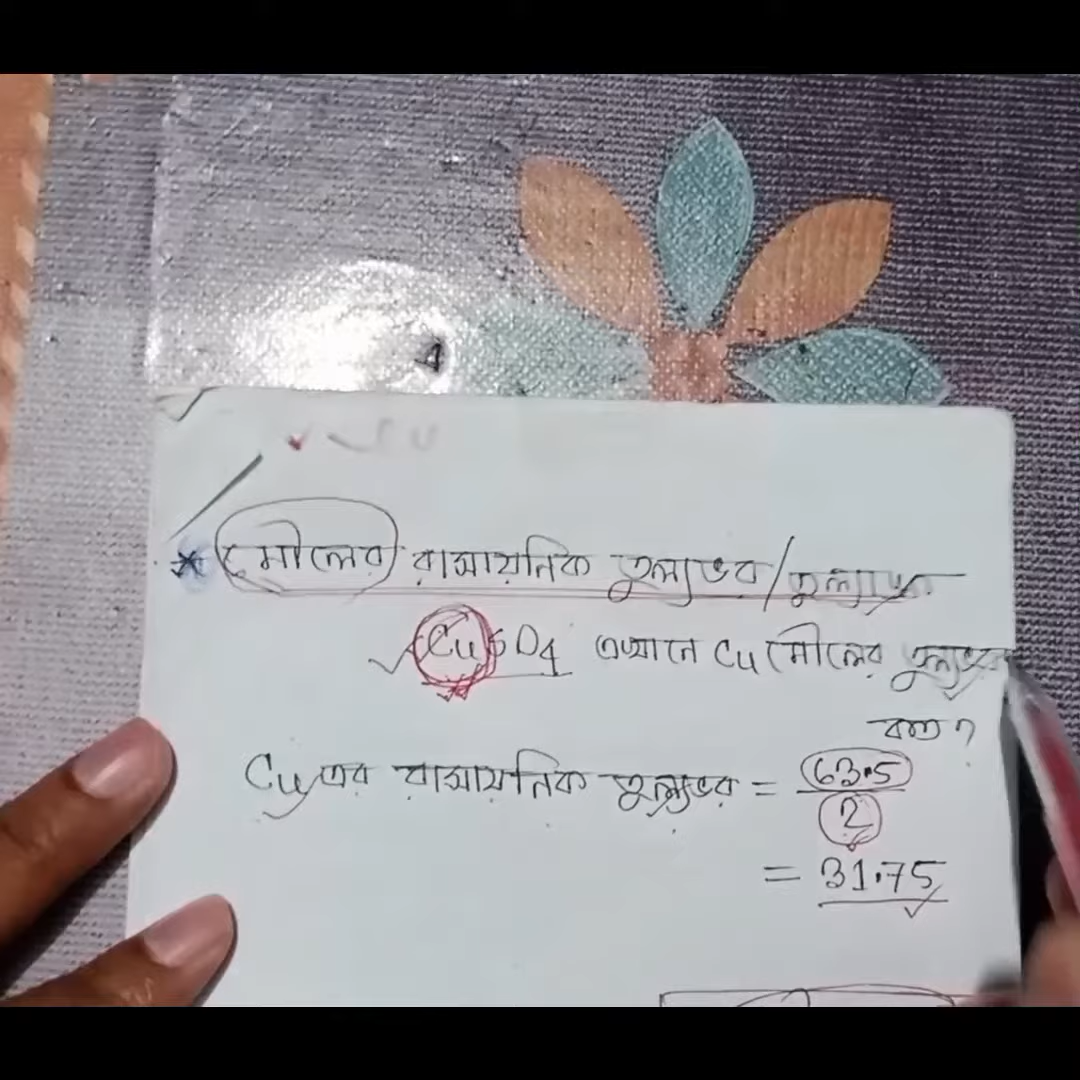 * মৌলের রাসায়নিক তুল্যভর/তুল্যাঙ্ক
CuSO4 এখানে Cu মৌলের তুল্যভর
কত?
Cu এর রাসায়নিক তুল্যভর = 63.5
2
= 31.75